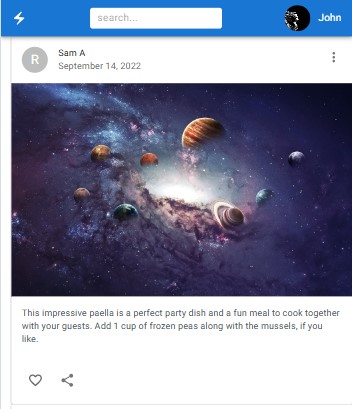 search...
John
R
Sam A
September 14, 2022
This impressive paella is a perfect party dish and a fun meal to cook together
with your guests. Add 1 cup of frozen peas along with the mussels, if you
like.